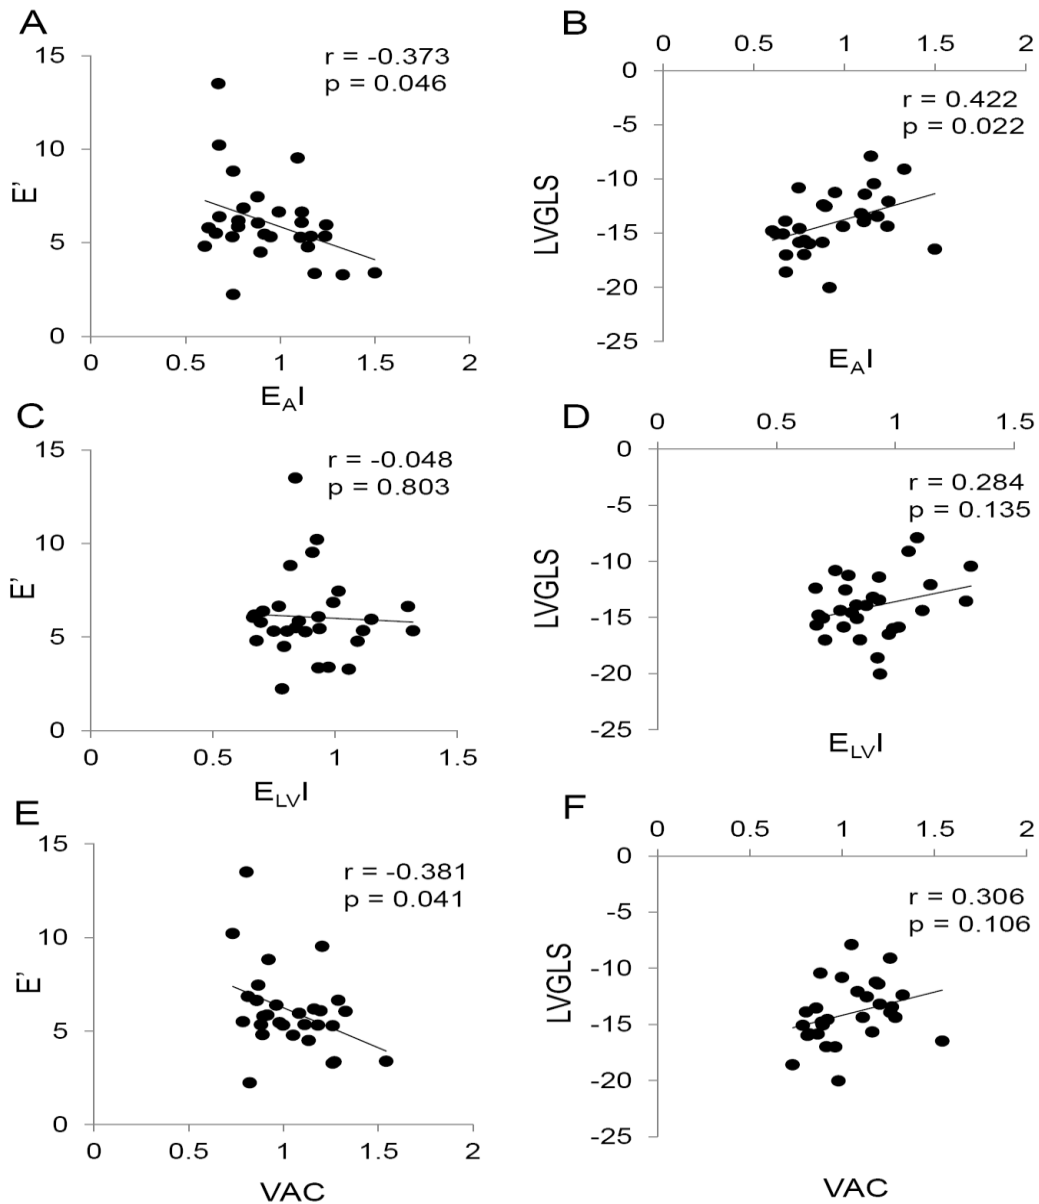 A
15
10
5
0
0
0.5
1
1.5
2
E'
EAI
r = -0.373
p = 0.046
B
0
0.5
1
1.5
2
0
-5
-10
-15
-20
-25
LVGLS
EAI
r = 0.422
p = 0.022
C
15
10
5
0
0
0.5
1
1.5
E'
ELVI
r = -0.048
p = 0.803
D
0
0.5
1
1.5
0
-5
-10
-15
-20
-25
LVGLS
ELVI
r = 0.284
p = 0.135
E
15
10
5
0
0
0.5
1
1.5
2
E'
VAC
r = -0.381
p = 0.041
F
0
0.5
1
1.5
2
0
-5
-10
-15
-20
-25
LVGLS
VAC
r = 0.306
p = 0.106